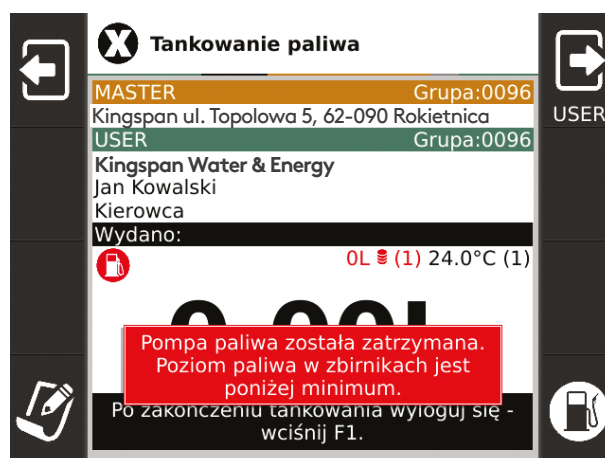 Tankowanie paliwa
MASTER Grupa:0096
Kingspan ul. Topolowa 5, 62-090 Rokietnica
USER
USER Grupa:0096
Kingspan Water & Energy
Jan Kowalski
Kierowca
Wydano:
0L (1) 24.0°C (1)
Pompa paliwa została zatrzymana.
Poziom paliwa w zbirnikach jest
poniżej minimum.
Po zakończeniu tankowania wyloguj się -
wciśnij F1.